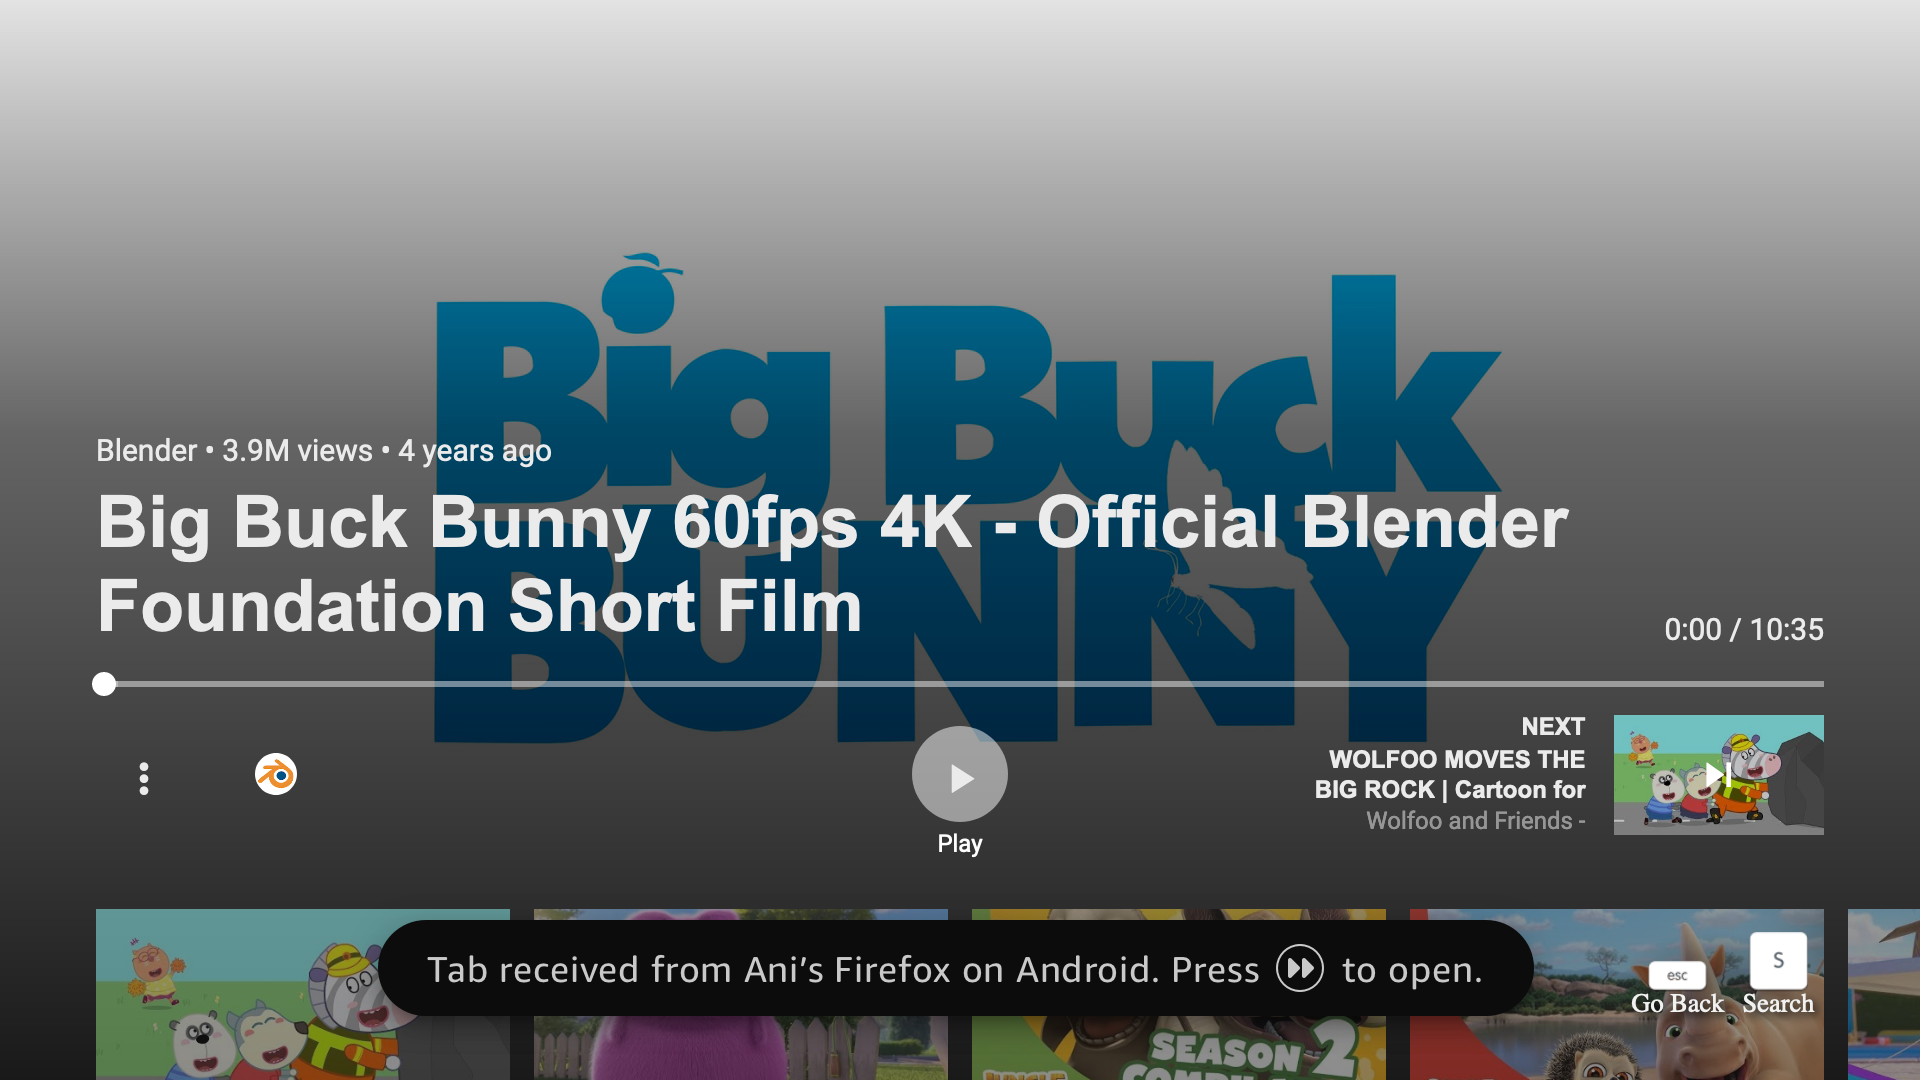 Big Buck
BUNNY
Blender • 3.9M views • 4 years ago
Big Buck Bunny 60fps 4K - Official Blender
Foundation Short Film
0:00 / 10:35
NEXT
WOLFOO MOVES THE
BIG ROCK | Cartoon for
Wolfoo and Friends -
Play
Tab received from Ani's Firefox on Android. Press to open.
esc
Go Back
S
Search
SEASON 2
JUNGLE